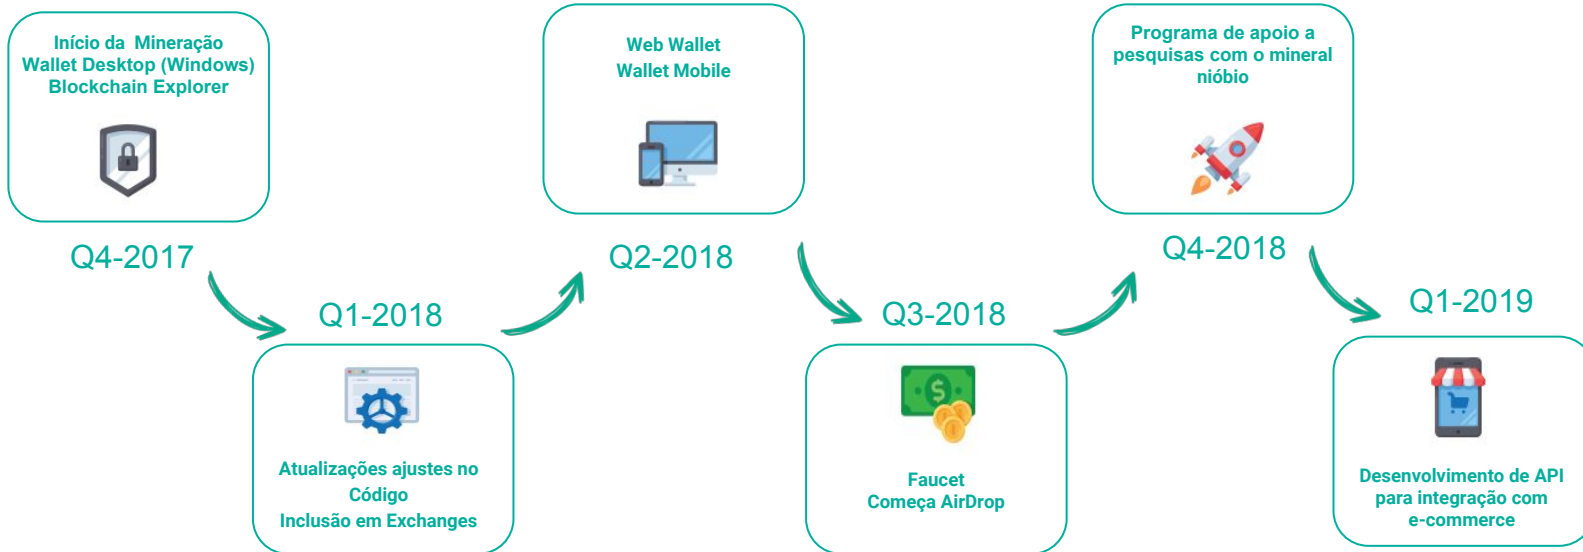 Início da Mineração
Wallet Desktop (Windows)
Blockchain Explorer
Q4-2017
Q1-2018
Atualizações ajustes no
Código
Inclusão em Exchanges
Web Wallet
Wallet Mobile
Q2-2018
Q3-2018
Faucet
Começa AirDrop
Programa de apoio a
pesquisas com o mineral
nióbio
Q4-2018
Q1-2019
Desenvolvimento de API
para integração com
e-commerce